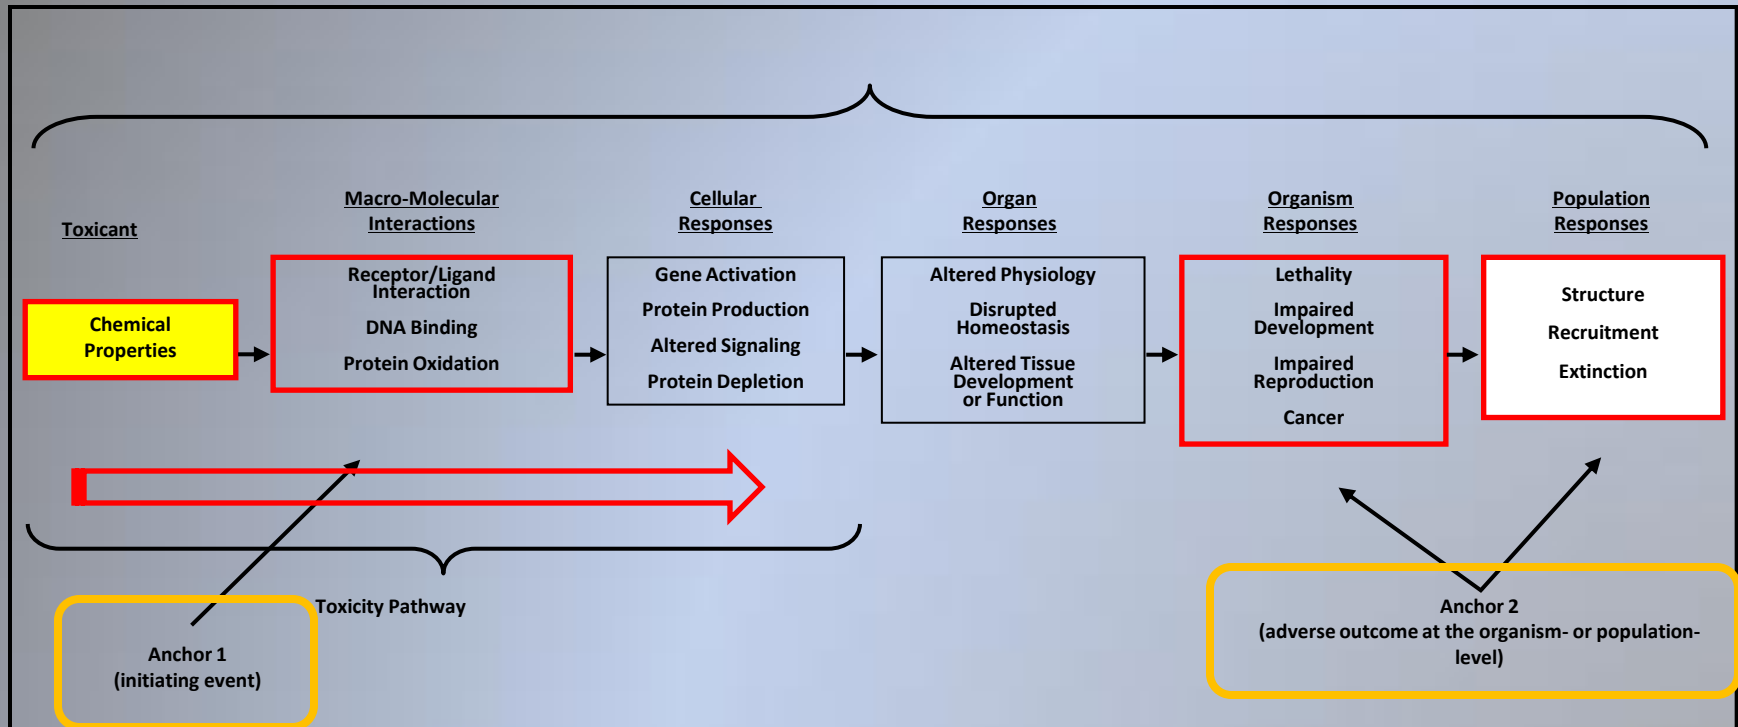 Toxicant
Macro-Molecular
Interactions
Cellular
Responses
Organ
Responses
Organism
Responses
Population
Responses
Chemical
Properties
Receptor/Ligand
Interaction
DNA Binding
Protein Oxidation
Gene Activation
Protein Production
Altered Signaling
Protein Depletion
Altered Physiology
Disrupted
Homeostasis
Altered Tissue
Development
or Function
Lethality
Impaired
Development
Impaired
Reproduction
Cancer
Structure
Recruitment
Extinction
Toxicity Pathway
Anchor 1
(initiating event)
Anchor 2
(adverse outcome at the organism- or population-
level)